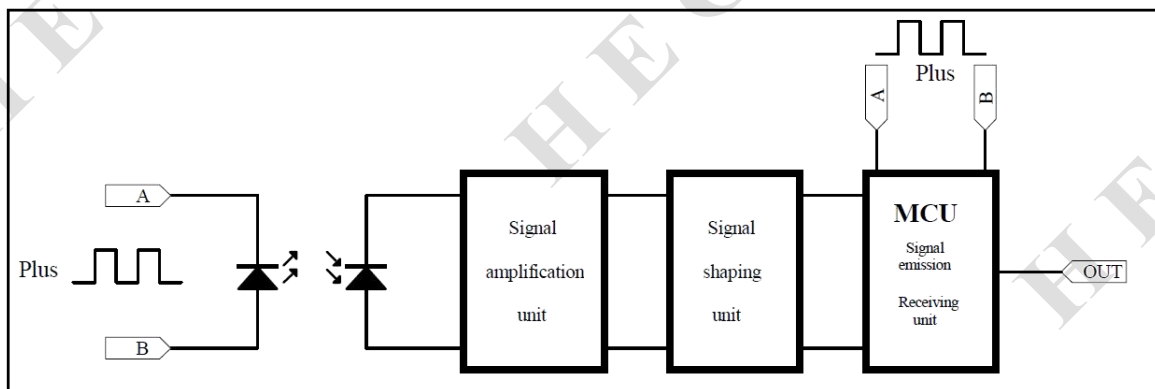 Plus
A
B
A
Plus
B
Signal
amplification
unit
Signal
shaping
unit
MCU
Signal
emission
Receiving
unit
OUT
H E
H E C
H E